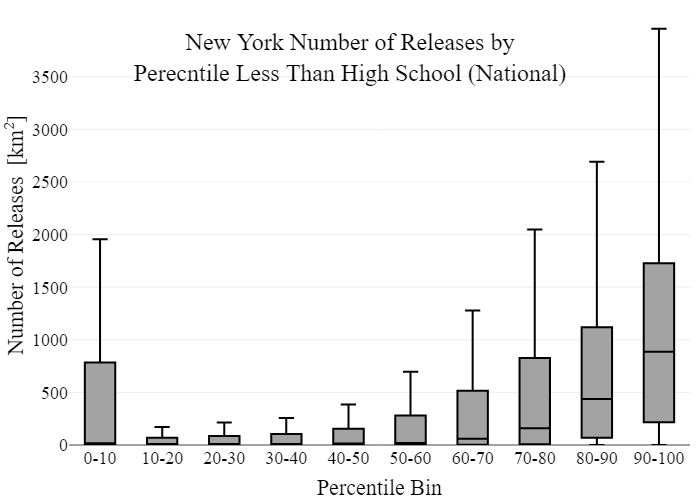 New York Number of Releases by
Perecntile Less Than High School (National)
Number of Releases [km²]
3500
3000
2500
2000
1500
1000
500
0
0-10 10-20 20-30 30-40 40-50 50-60 60-70 70-80 80-90 90-100
Percentile Bin